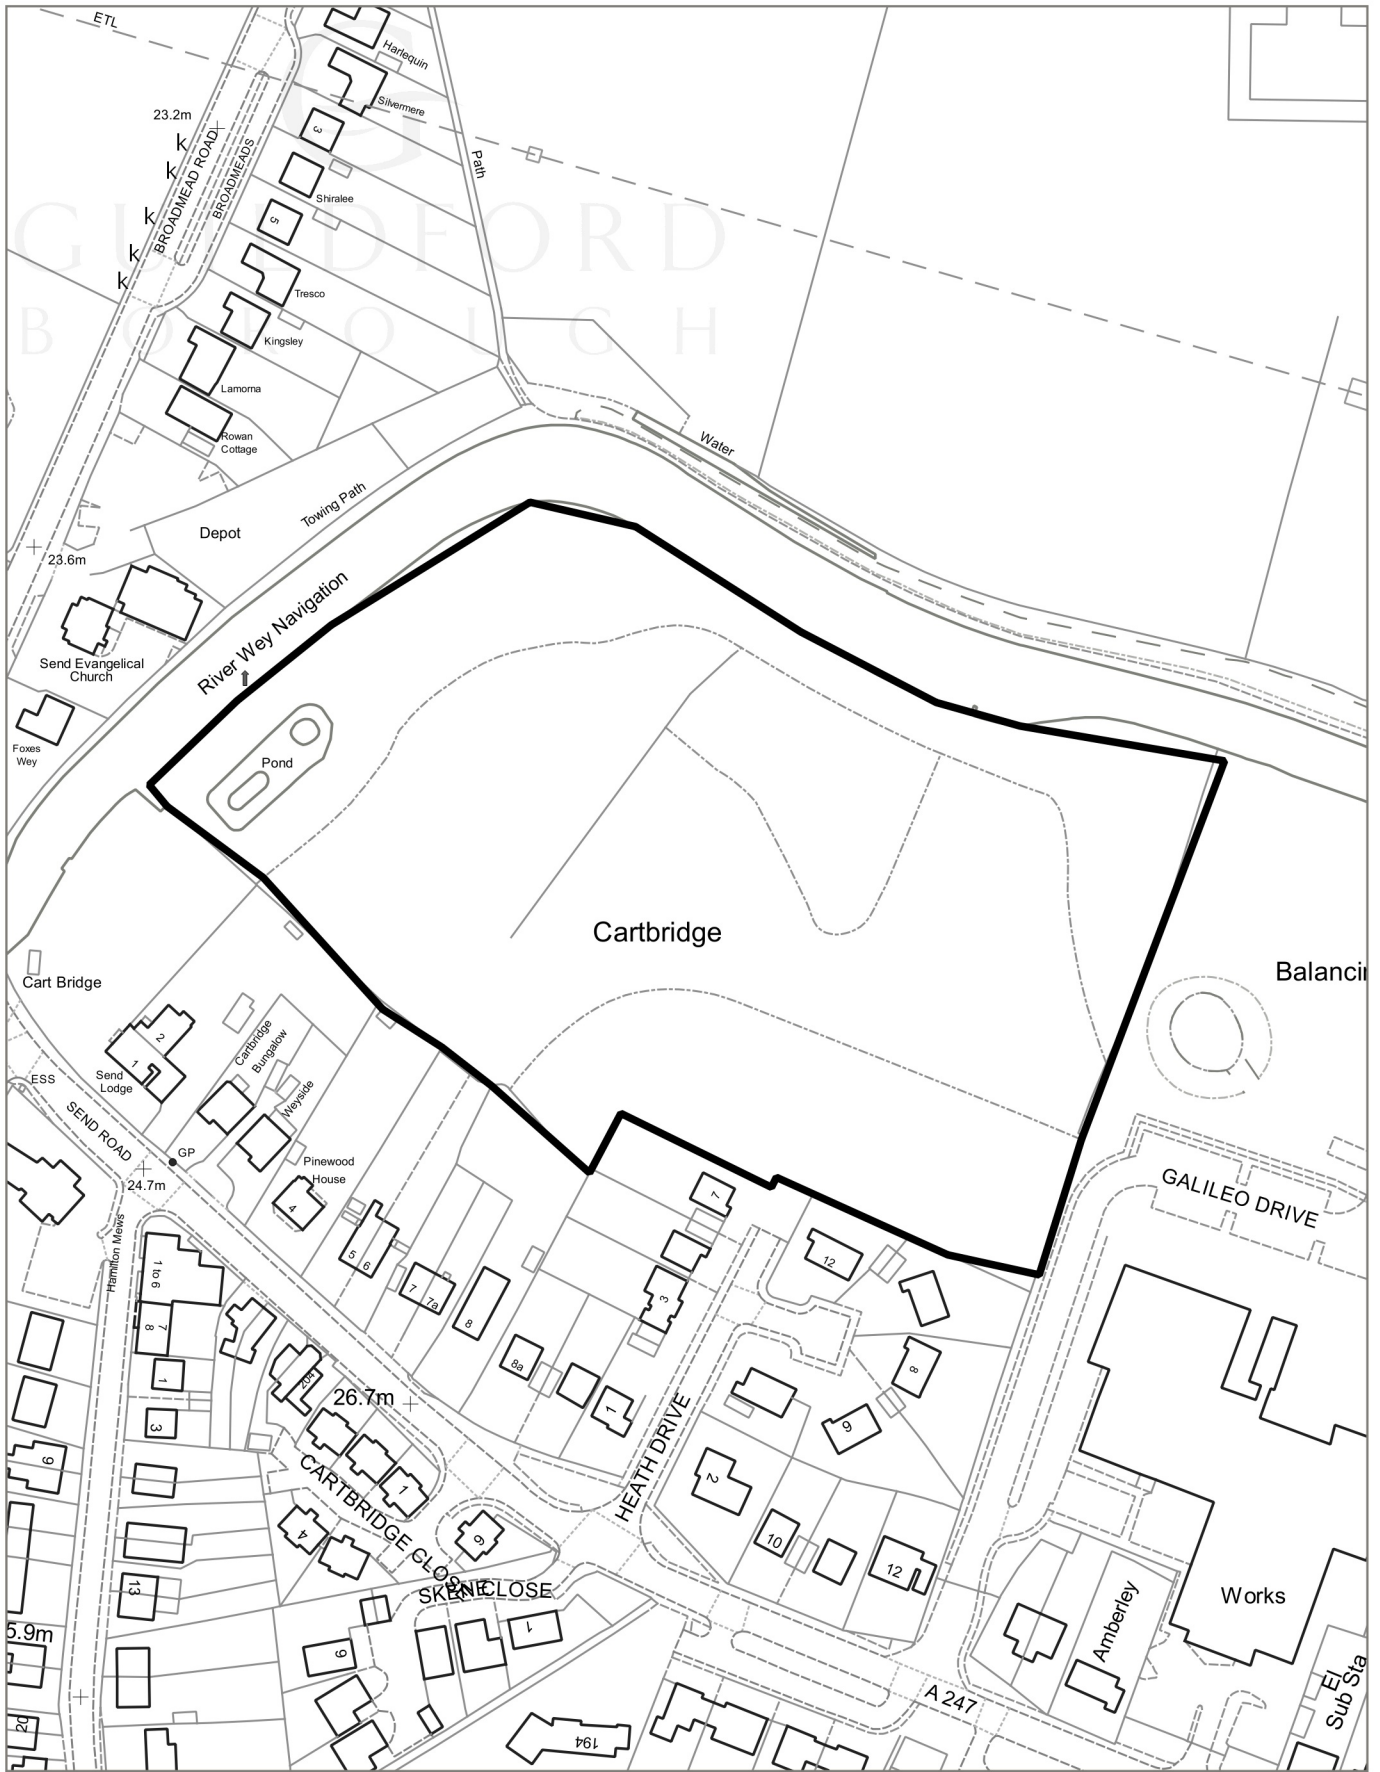 ETL
Harlequin
Silvermere
23.2m
k
k
k
k
k
BROADMEAD ROAD
BROADMEADS
3
Path
Shiralee
5
GUILDFORD
BOROUGH
Tresco
Kingsley
Lamorna
Rowan
Cottage
Water
Towing Path
Depot
23.6m
River Wey Navigation
Send Evangelical
Church
Foxes
Wey
Pond
Cartbridge
Balancin
Cart Bridge
2
1
Send
Lodge
Cartbridge
Bungalow
Weyside
ESS
SEND ROAD
GP
24.7m
Pinewood
House
4
Hamilton Mews
GALILEO DRIVE
7
12
5
6
7
7a
8
3
1 to 6
7
8
8a
1
8
9
204
26.7m
1
3
9
HEATH DRIVE
2
CARTBRIDGE CLOSE
1
4
6
10
12
SKENE CLOSE
13
1
9
5.9m
Works
Amberley
El
Sub Sta
A 247
194
20